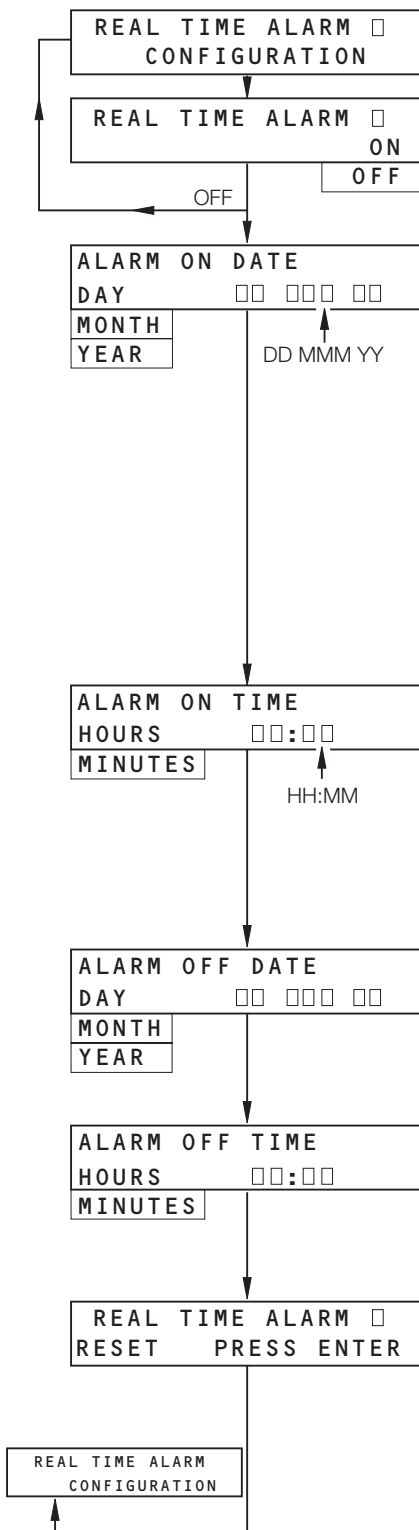 REAL TIME ALARM □
CONFIGURATION
REAL TIME ALARM □
ON
OFF
OFF
ALARM ON DATE
DAY □□ □□□ □□
MONTH
YEAR
DD MMM YY
ALARM ON TIME
HOURS □□:□□
MINUTES
HH:MM
ALARM OFF DATE
DAY □□ □□□ □□
MONTH
YEAR
ALARM OFF TIME
HOURS □□:□□
MINUTES
REAL TIME ALARM □
RESET PRESS ENTER
REAL TIME ALARM
CONFIGURATION